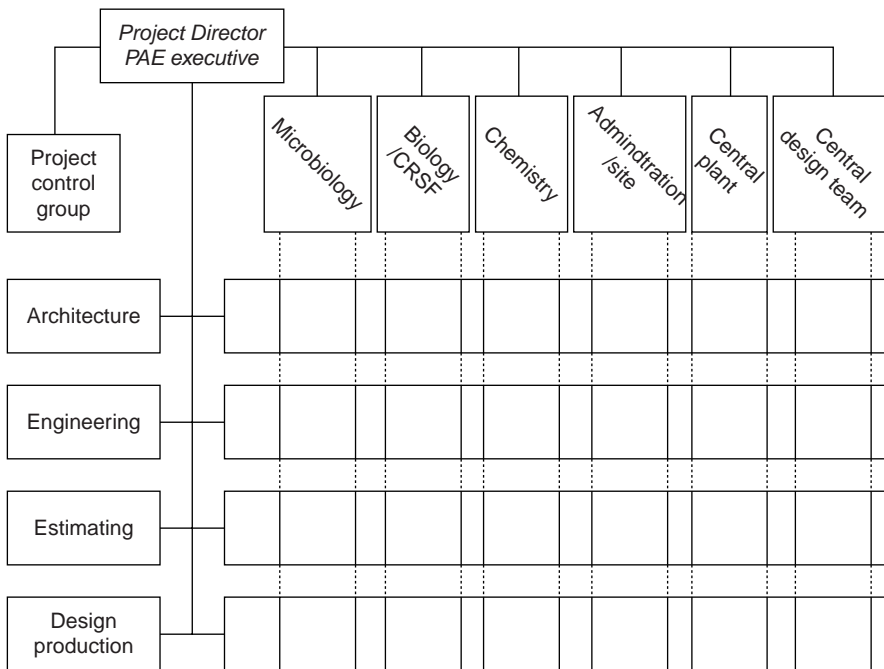 Project Director
PAE executive
Microbiology
Biology
/CRSF
Chemistry
Admindtration
/site
Central
plant
Central
design team
Project
control
group
Architecture
Engineering
Estimating
Design
production